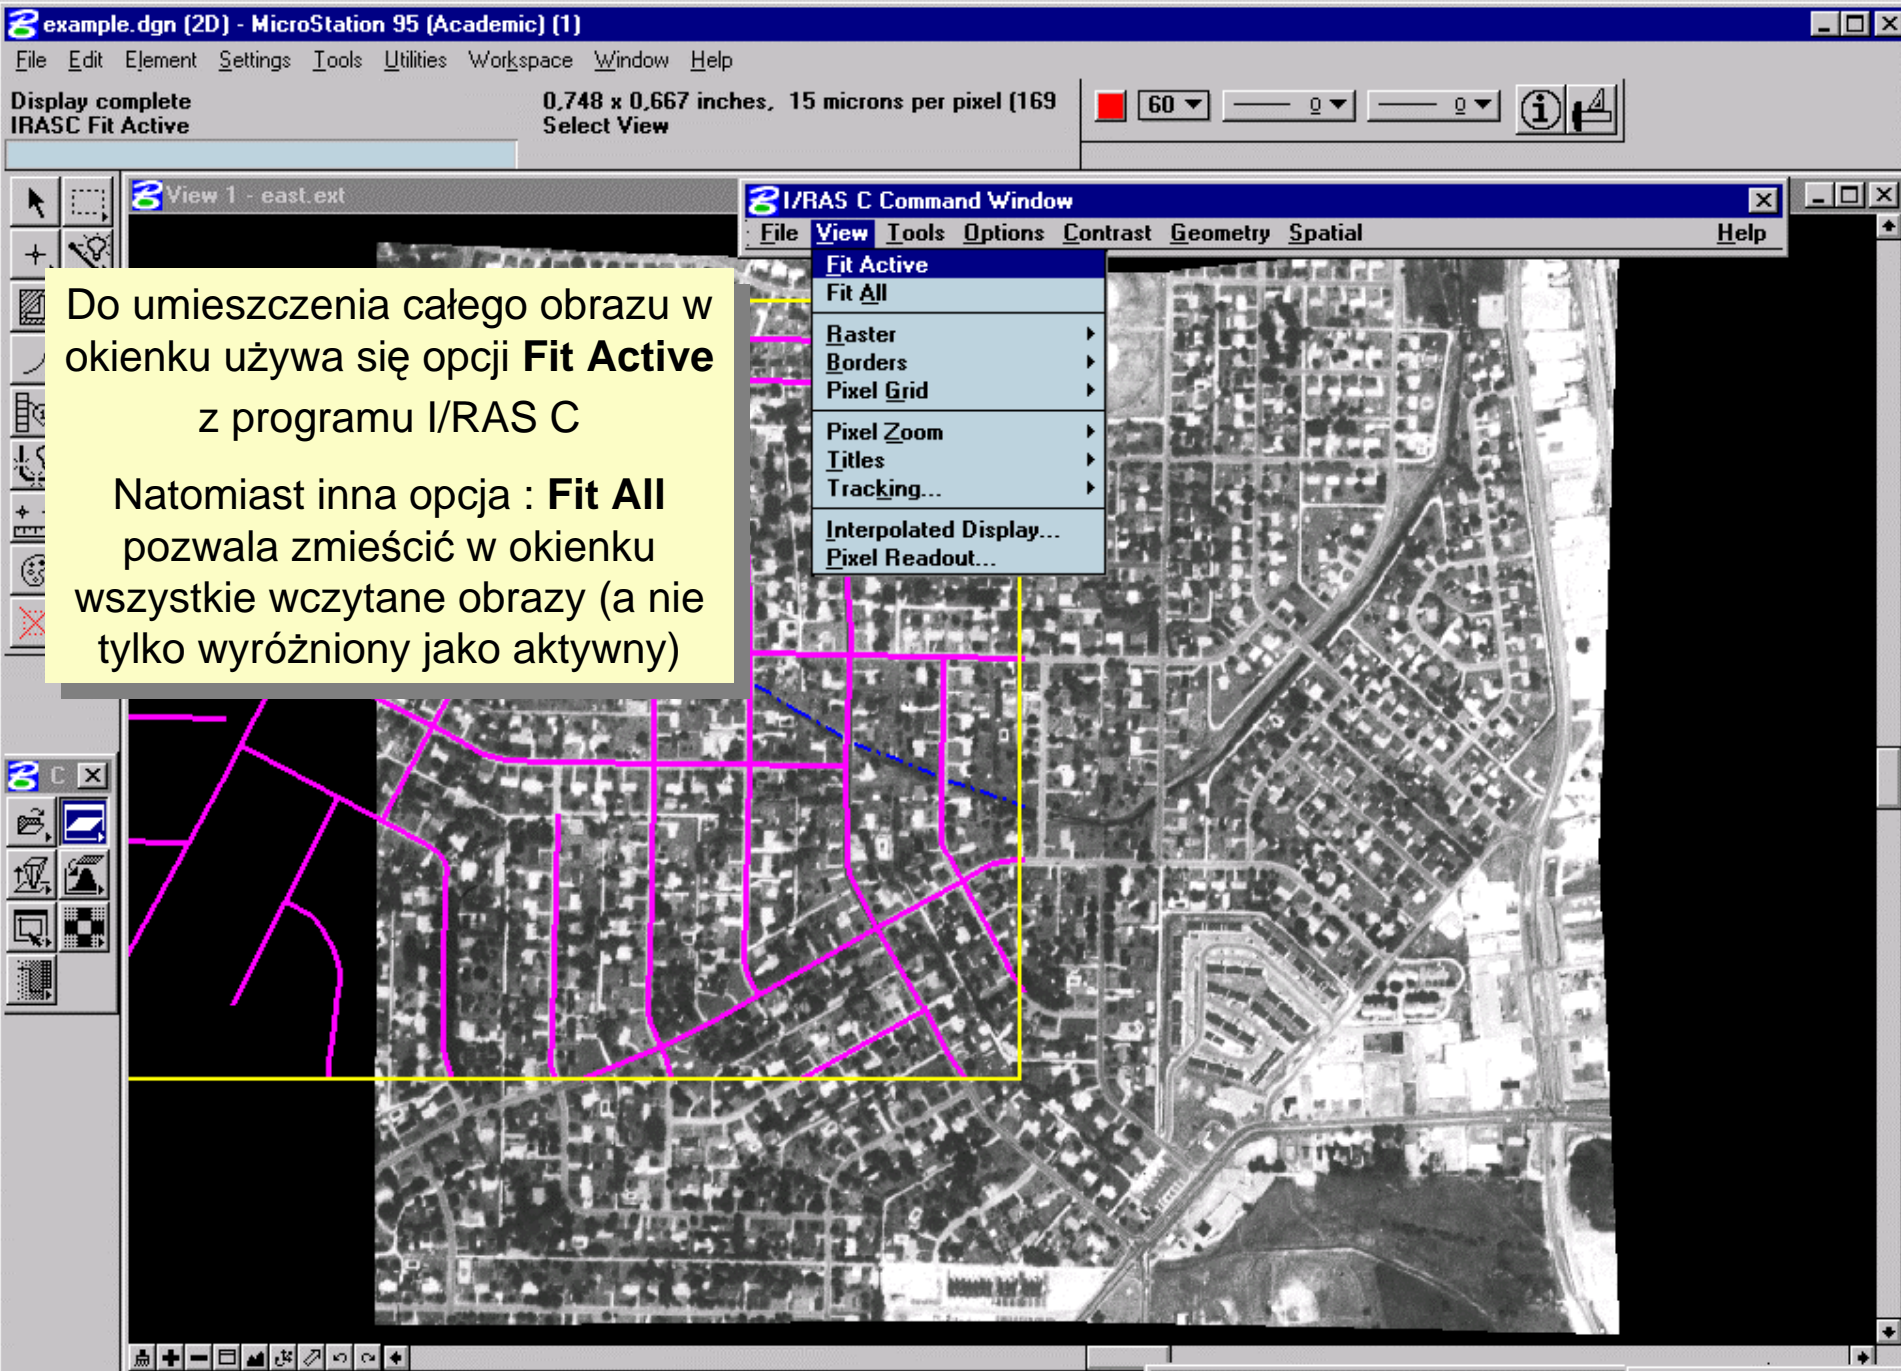 example.dgn (2D) - MicroStation 95 (Academic) (1)
File Edit Element Settings Tools Utilities Workspace Window Help
Display complete
IRASC Fit Active
0,748 x 0,667 inches, 15 microns per pixel (169
Select View
60
0
0
View 1 - east.ext
I/RAS C Command Window
File View Tools Options Contrast Geometry Spatial Help
Fit Active
Fit All
Raster
Borders
Pixel Grid
Pixel Zoom
Titles
Tracking...
Interpolated Display...
Pixel Readout...
Do umieszczenia całego obrazu w
okienku używa się opcji Fit Active
z programu I/RAS C
Natomiast inna opcja : Fit All
pozwala zmieścić w okienku
wszystkie wczytane obrazy (a nie
tylko wyróżniony jako aktywny)
C